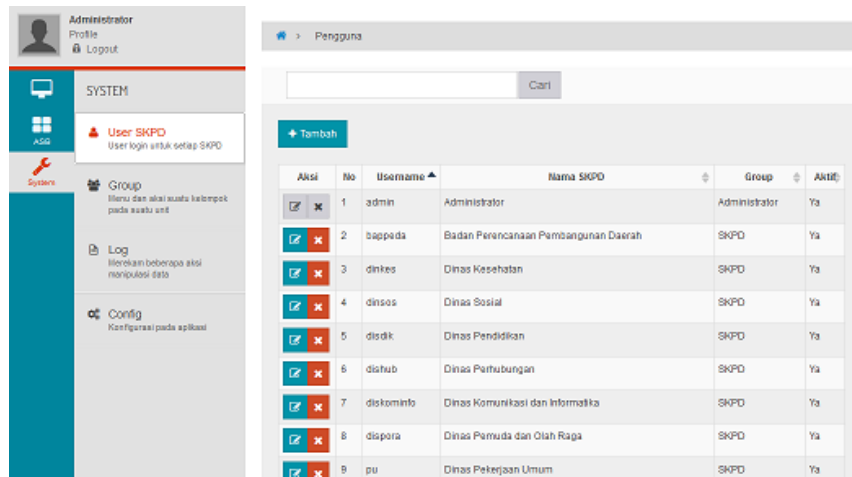 Administrator
Profile
Logout
ASB
System
SYSTEM
User SKPD
User login untuk setiap SKPD
Group
Menu dan aksi suatu kelompok
pada suatu unit
Log
Merekam beberapa aksi
manipulasi data
Config
Konfigurasi pada aplikasi
> Pengguna
Cari
+ Tambah
Aksi No Username Nama SKPD Group Aktif
1 admin Administrator Administrator Ya
2 bappeda Badan Perencanaan Pembangunan Daerah SKPD Ya
3 dinkes Dinas Kesehatan SKPD Ya
4 dinsos Dinas Sosial SKPD Ya
5 disdik Dinas Pendidikan SKPD Ya
6 dishub Dinas Perhubungan SKPD Ya
7 diskominfo Dinas Komunikasi dan Informatika SKPD Ya
8 dispora Dinas Pemuda dan Olah Raga SKPD Ya
9 pu Dinas Pekerjaan Umum SKPD Ya